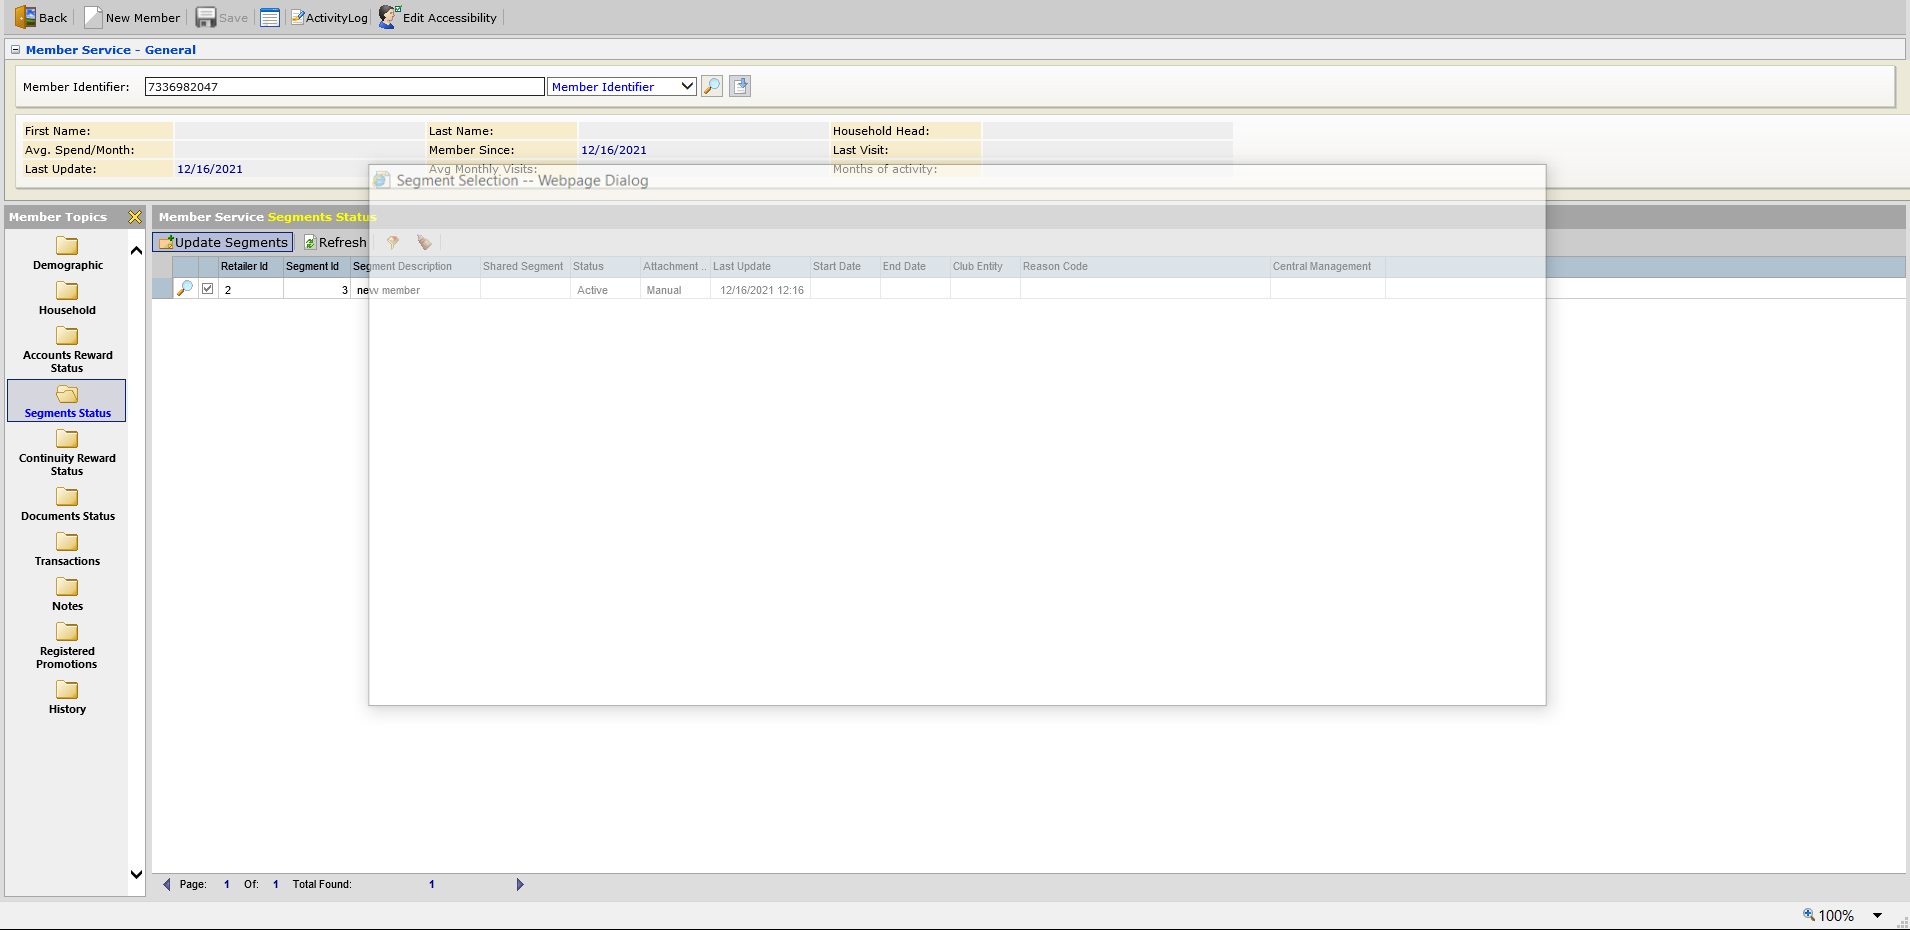 Back New Member Save ActivityLog Edit Accessibility
Member Service - General
Member Identifier: 7336982047 Member Identifier
First Name: Last Name: Household Head:
Avg. Spend/Month: Member Since: 12/16/2021 Last Visit:
Last Update: 12/16/2021 Avg Monthly Visits: Months of activity:
Segment Selection -- Webpage Dialog
Member Topics
Member Service Segments Status
Update Segments Refresh
Retailer Id Segment Id Segment Description Shared Segment Status Attachment .. Last Update Start Date End Date Club Entity Reason Code Central Management
2 3 new member Active Manual 12/16/2021 12:16
Demographic
Household
Accounts Reward
Status
Segments Status
Continuity Reward
Status
Documents Status
Transactions
Notes
Registered
Promotions
History
Page: 1 Of: 1 Total Found: 1
100%